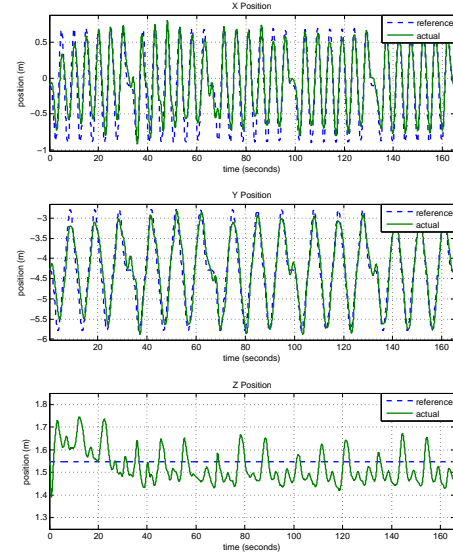 X Position
reference
actual
0.5
0
−0.5
−1
position (m)
0 20 40 60 80 100 120 140 160
time (seconds)
Y Position
reference
actual
−3
−3.5
−4
−4.5
−5
−5.5
−6
position (m)
0 20 40 60 80 100 120 140 160
time (seconds)
Z Position
reference
actual
1.8
1.7
1.6
1.5
1.4
1.3
position (m)
0 20 40 60 80 100 120 140 160
time (seconds)